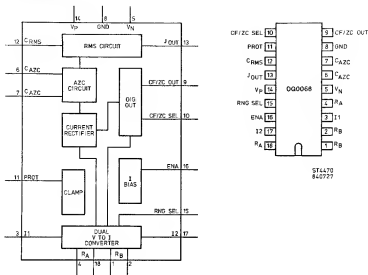 14 8 5
VP GND VN
12 CRMS RMS CIRCUIT JOUT 13
6 CAZC AZC CIRCUIT
7 CAZC
DIG OUT
CF/ZC OUT 9
CF/ZC SEL 10
CURRENT RECTIFIER
ENA 16
I BIAS
11 PROT CLAMP
RNG SEL 15
3 I1 DUAL V TO I CONVERTER I2 17
RA RB
4 18 1 2
CF/ZC SEL 10 9 CF/ZC OUT
PROT 11 8 GND
CRMS 12 7 CAZC
JOUT 13 6 CAZC
VP 14 OQ0068 5 VN
RNG SEL 15 4 RA
ENA 16 3 I1
I2 17 2 RB
RA 18 1 RB
ST4470
840727